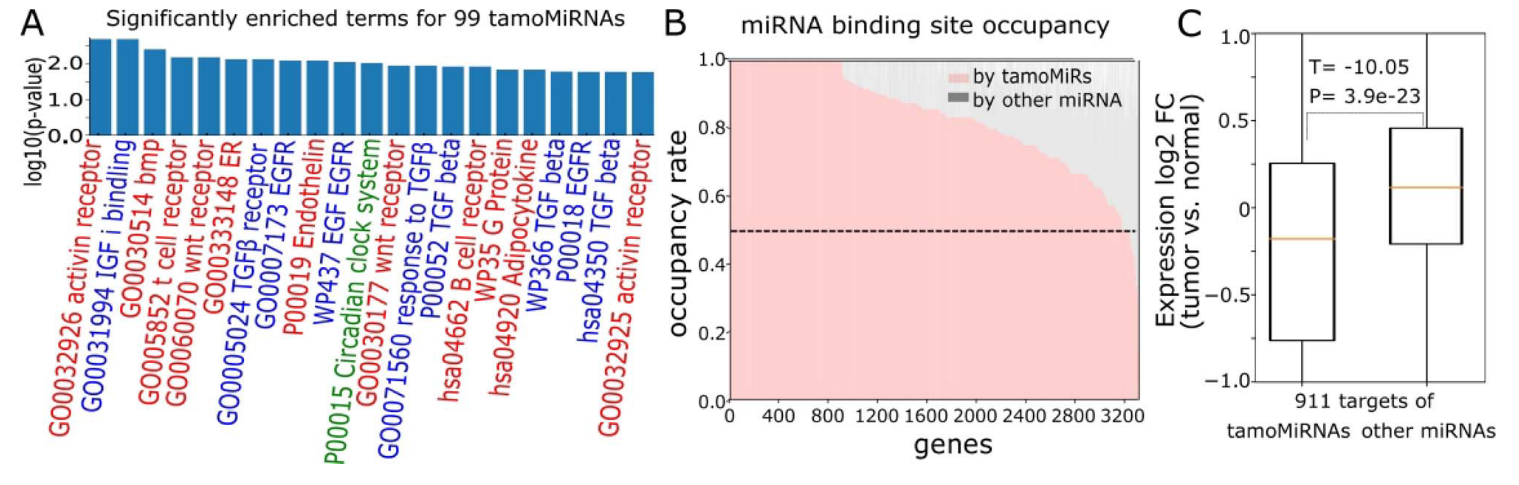 A
Significantly enriched terms for 99 tamoMiRNAs
log10(p-value)
2.0
1.0
0.0
GO0032926 activin receptor
GO0031994 IGF i bindling
GO0030514 bmp
GO005852 t cell receptor
GO0060070 wnt receptor
GO0333148 ER
GO0005024 TGFβ receptor
GO0007173 EGFR
P00019 Endothelin
WP437 EGF EGFR
P00015 Circadian clock system
GO0030177 wnt receptor
GO0071560 response to TGFβ
P00052 TGF beta
hsa04662 B cell receptor
WP35 G Protein
hsa04920 Adipocytokine
WP366 TGF beta
P00018 EGFR
hsa04350 TGF beta
GO0032925 activin receptor
B
miRNA binding site occupancy
occupancy rate
1.0
0.8
0.6
0.4
0.2
0.0
by tamoMiRs
by other miRNA
0 400 800 1200 1600 2000 2400 2800 3200
genes
C
Expression log2 FC
(tumor vs. normal)
1.0
0.5
0
−0.5
−1.0
T= -10.05
P= 3.9e-23
911 targets of
tamoMiRNAs other miRNAs